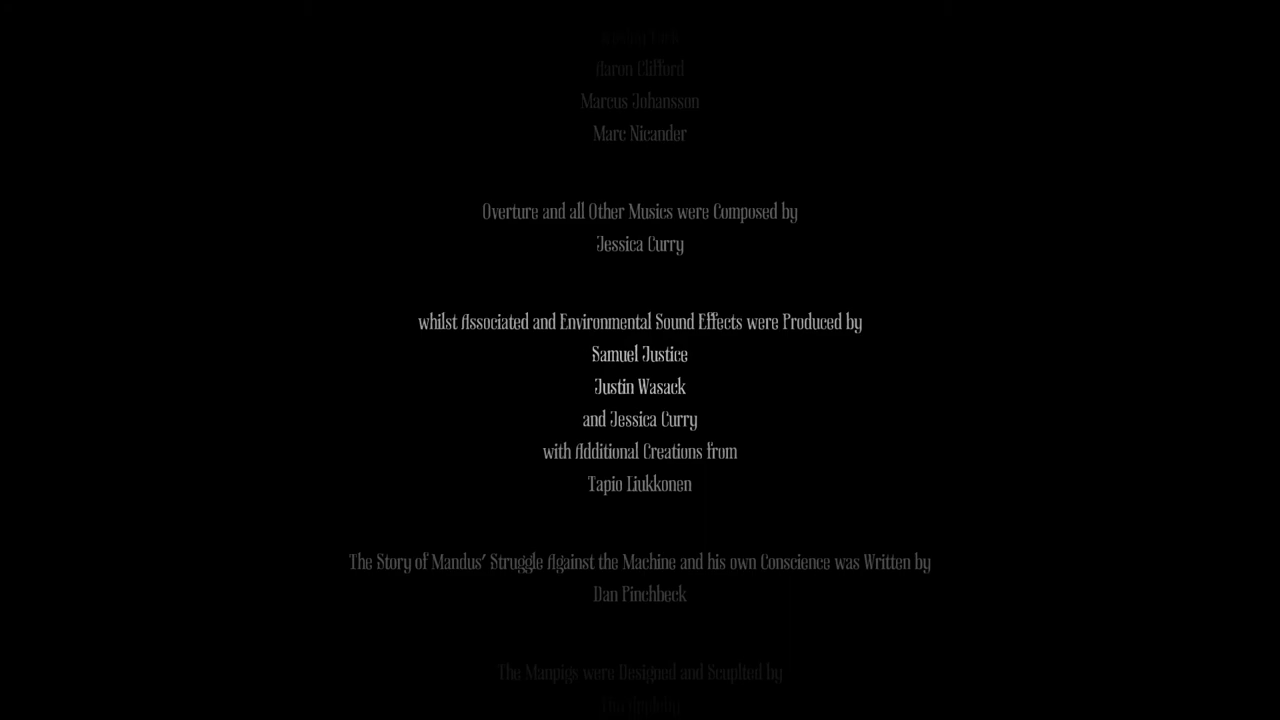 Aaron Clifford
Marcus Johansson
Marc Nicander
Overture and all Other Musics were Composed by
Jessica Curry
whilst Associated and Environmental Sound Effects were Produced by
Samuel Justice
Justin Wasack
and Jessica Curry
with Additional Creations from
Tapio Liukkonen
The Story of Mandus' Struggle Against the Machine and his own Conscience was Written by
Dan Pinchbeck
The Manpigs were Designed and Scuplted by